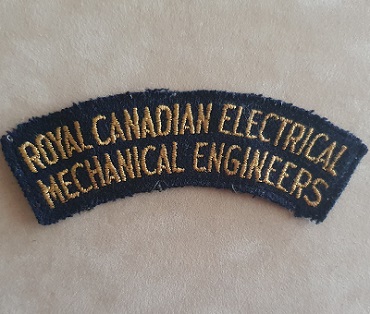 ROYAL CANADIAN ELECTRICAL
MECHANICAL ENGINEERS